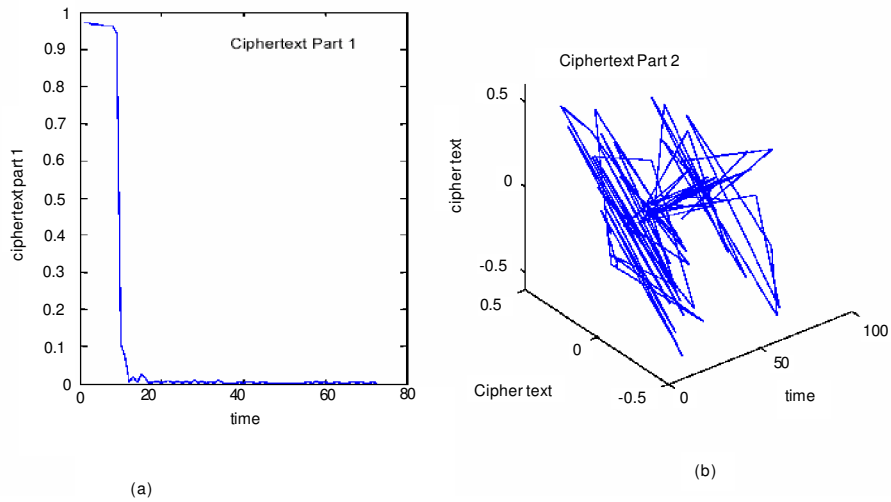 Ciphertext Part 1
1
0.9
0.8
0.7
0.6
0.5
0.4
0.3
0.2
0.1
0
ciphertext part 1
0
20
40
60
80
time
(a)
Ciphertext Part 2
0.5
0
-0.5
cipher text
0.5
0
-0.5
Cipher text
0
50
100
time
(b)